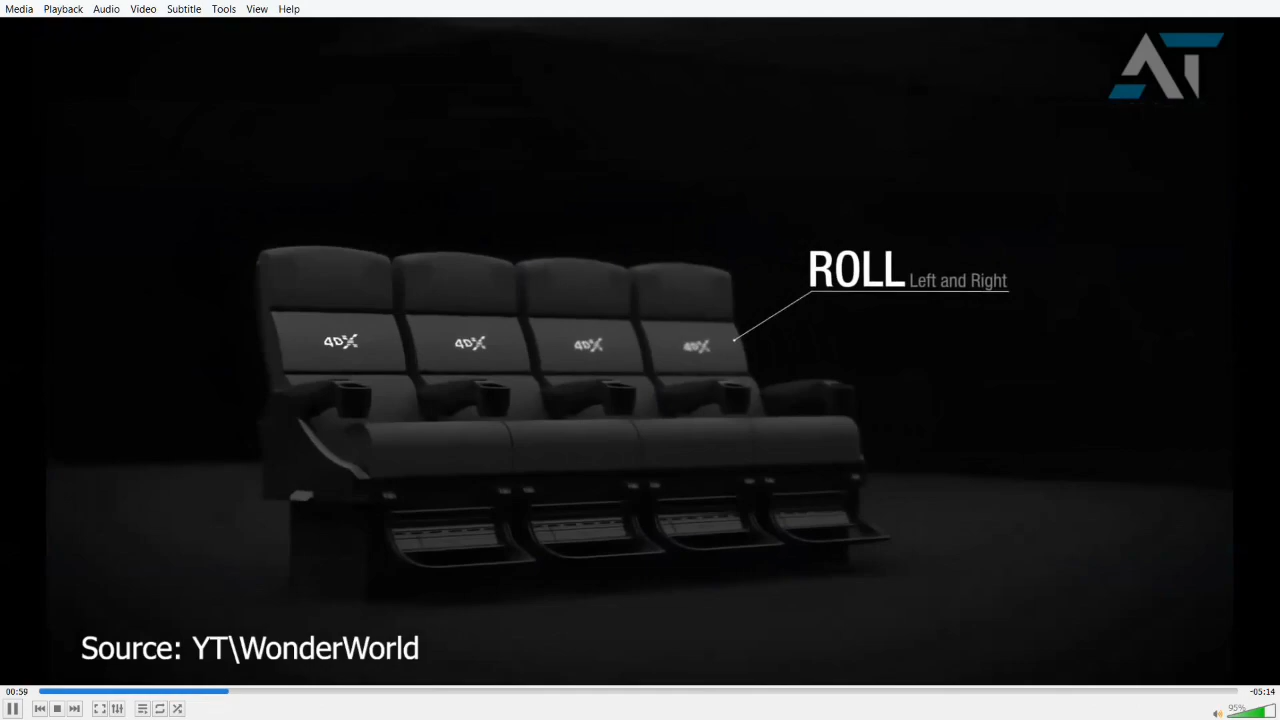 Media Playback Audio Video Subtitle Tools View Help
AT
ROLL Left and Right
4DX 4DX 4DX 4DX
Source: YT\WonderWorld
00:59 -05:14
95%